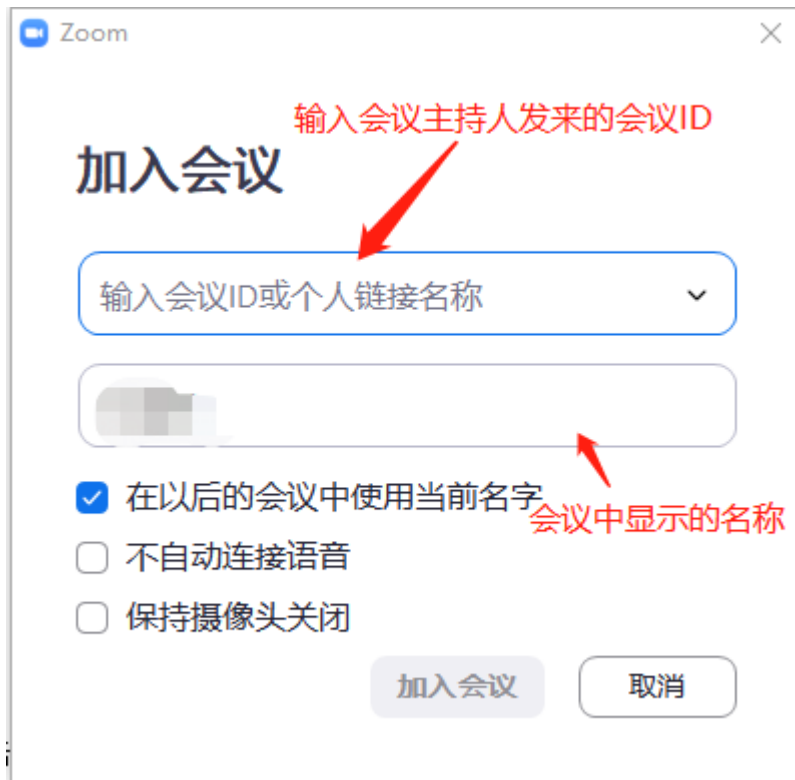 Zoom
输入会议主持人发来的会议ID
加入会议
输入会议ID或个人链接名称
在以后的会议中使用当前名字
会议中显示的名称
不自动连接语音
保持摄像头关闭
加入会议
取消